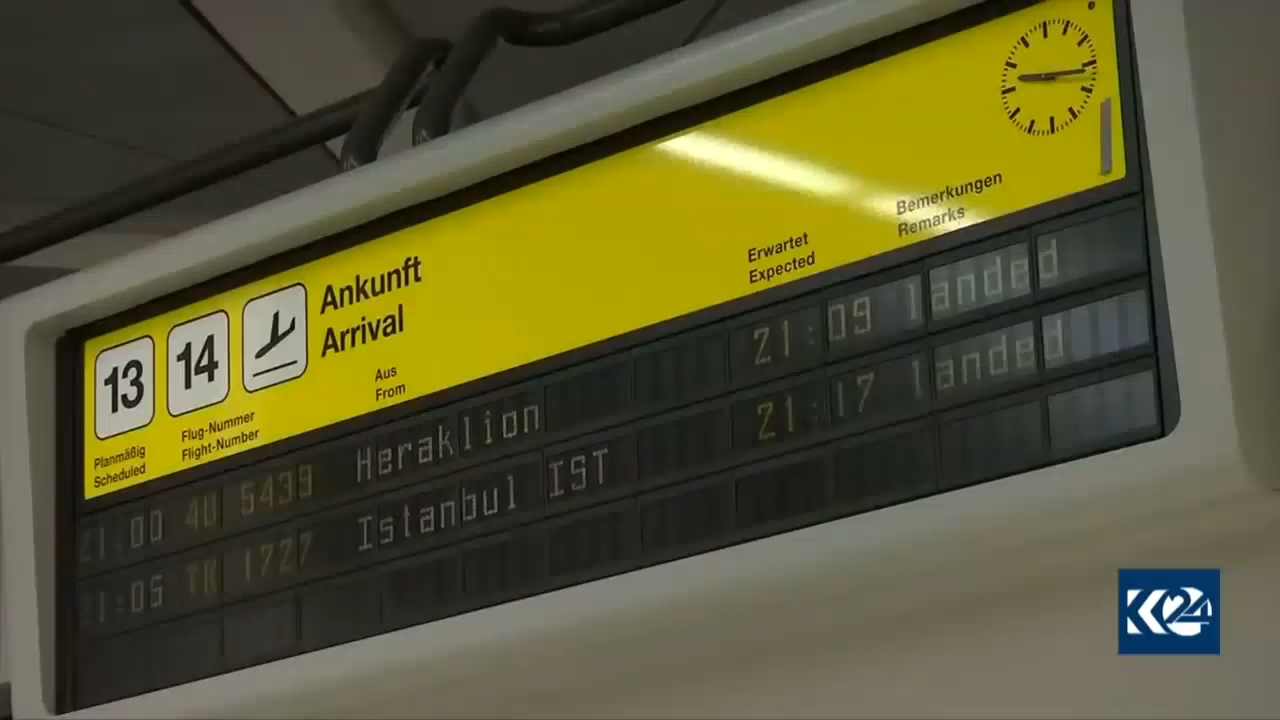 13 14 Ankunft
Arrival
Planmäßig
Scheduled
Flug-Nummer
Flight-Number
Aus
From
Erwartet
Expected
Bemerkungen
Remarks
21:00 4U 5439 Heraklion 21:09 landed
21:05 TK 1727 Istanbul IST 21:17 landed
K24